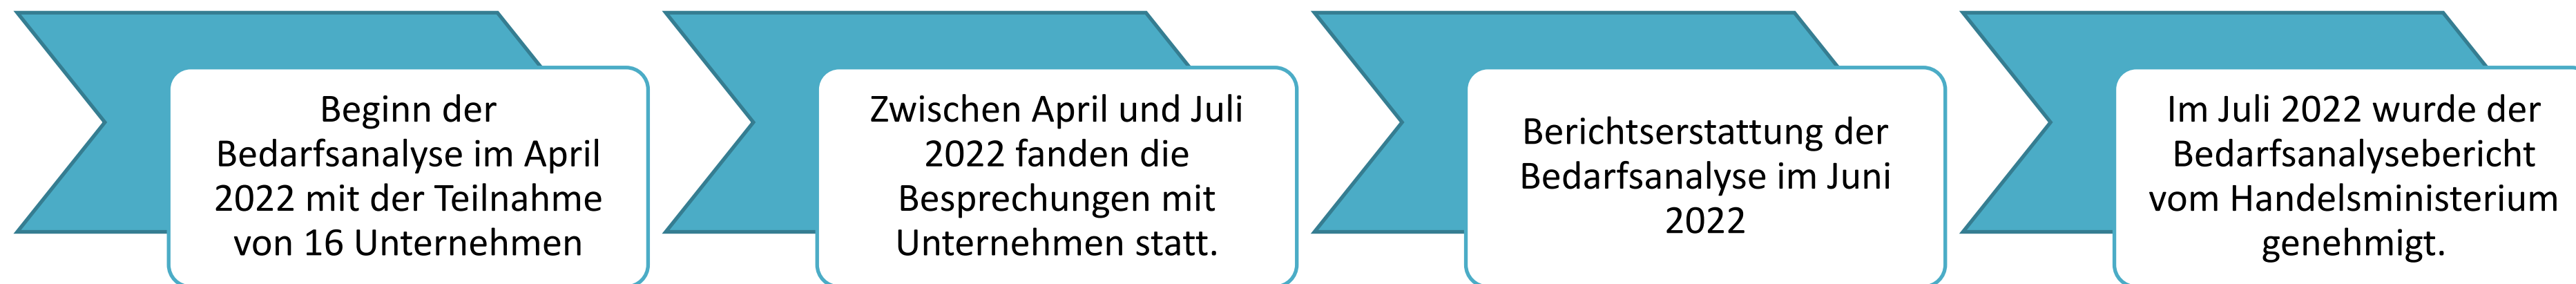 Beginn der
Bedarfsanalyse im April
2022 mit der Teilnahme
von 16 Unternehmen
Zwischen April und Juli
2022 fanden die
Besprechungen mit
Unternehmen statt.
Berichtserstattung der
Bedarfsanalyse im Juni
2022
Im Juli 2022 wurde der
Bedarfsanalysebericht
vom Handelsministerium
genehmigt.